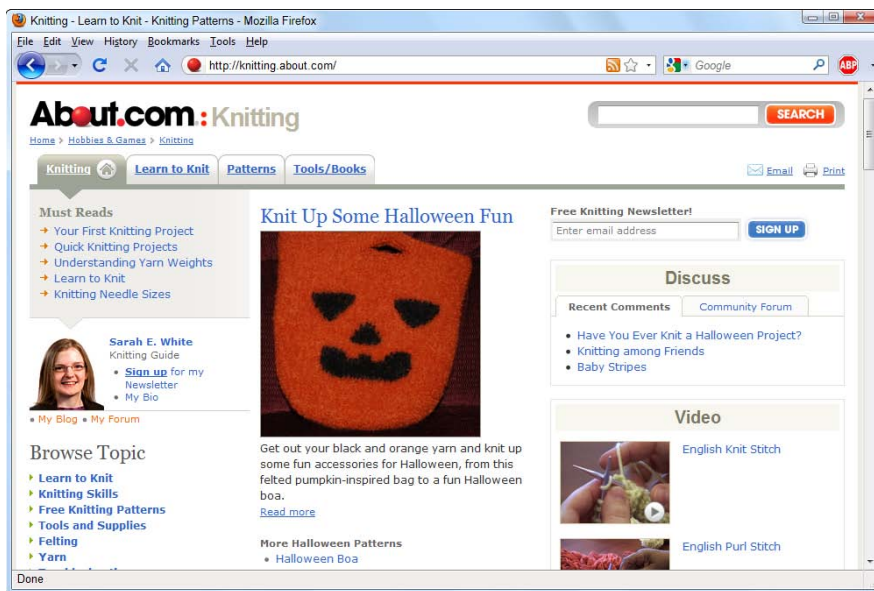 Knitting - Learn to Knit - Knitting Patterns - Mozilla Firefox
File Edit View History Bookmarks Tools Help
http://knitting.about.com/
Google
ABP
About.com: Knitting
SEARCH
Home > Hobbies & Games > Knitting
Knitting
Learn to Knit
Patterns
Tools/Books
Email
Print
Must Reads
Your First Knitting Project
Quick Knitting Projects
Understanding Yarn Weights
Learn to Knit
Knitting Needle Sizes
Sarah E. White
Knitting Guide
• Sign up for my
Newsletter
• My Bio
• My Blog • My Forum
Browse Topic
Learn to Knit
Knitting Skills
Free Knitting Patterns
Tools and Supplies
Felting
Yarn
Knit Up Some Halloween Fun
Get out your black and orange yarn and knit up
some fun accessories for Halloween, from this
felted pumpkin-inspired bag to a fun Halloween
boa.
Read more
More Halloween Patterns
• Halloween Boa
Free Knitting Newsletter!
Enter email address
SIGN UP
Discuss
Recent Comments
Community Forum
• Have You Ever Knit a Halloween Project?
• Knitting among Friends
• Baby Stripes
Video
English Knit Stitch
English Purl Stitch
Done